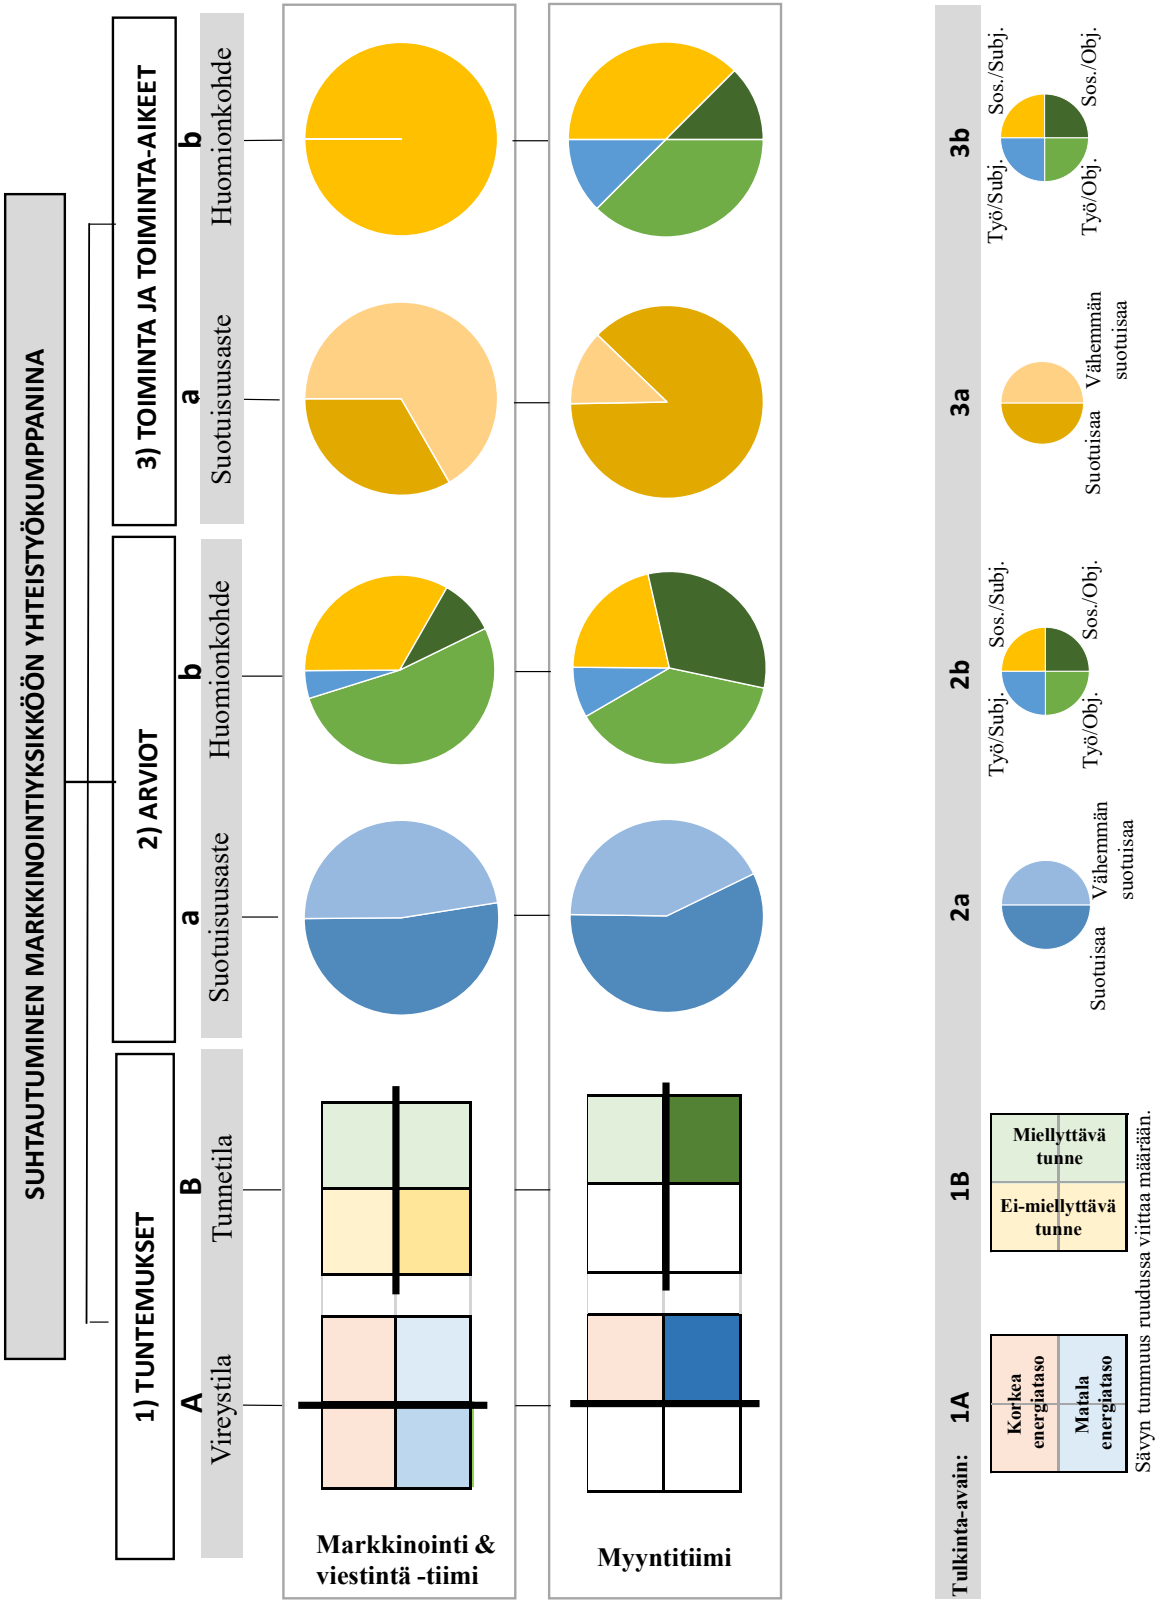 SUHTAUTUMINEN MARKKINOINTIYKSIKKÖÖN YHTEISTYÖKUMPPANINA
1) TUNTEMUKSET
2) ARVIOT
3) TOIMINTA JA TOIMINTA-AIKEET
A
B
a
b
a
b
Vireystila
Tunnetila
Suotuisuusaste
Huomionkohde
Suotuisuusaste
Huomionkohde
Markkinointi &
viestintä -tiimi
Myyntitiimi
Tulkinta-avain:
1A
1B
2a
2b
3a
3b
Korkea
energiataso
Matala
energiataso
Ei-miellyttävä
tunne
Miellyttävä
tunne
Sävyn tummuus ruudussa viittaa määrään.
Suotuisaa
Vähemmän
suotuisaa
Työ/Subj.
Sos./Subj.
Työ/Obj.
Sos./Obj.
Suotuisaa
Vähemmän
suotuisaa
Työ/Subj.
Sos./Subj.
Työ/Obj.
Sos./Obj.